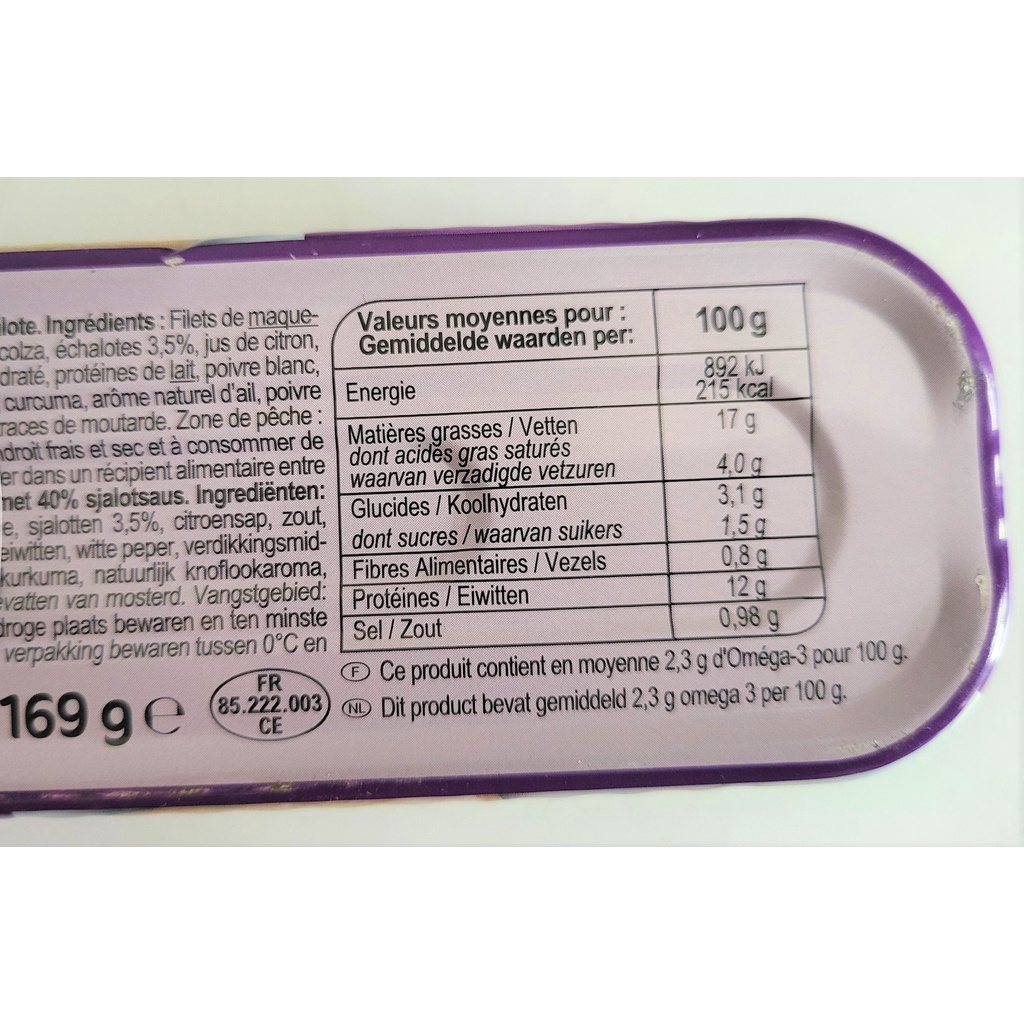 lote. Ingrédients : Filets de maque-
colza, échalotes 3,5%, jus de citron,
draté, protéines de lait, poivre blanc,
curcuma, arôme naturel d'ail, poivre
races de moutarde. Zone de pêche :
droit frais et sec et à consommer de
er dans un récipient alimentaire entre
met 40% sjalotsaus. Ingrediënten:
e, sjalotten 3,5%, citroensap, zout,
eiwitten, witte peper, verdikkingsmid-
kurkuma, natuurlijk knoflookaroma,
evatten van mosterd. Vangstgebied:
droge plaats bewaren en ten minste
verpakking bewaren tussen 0°C en
169 g e
FR
85.222.003
CE
Valeurs moyennes pour : 100 g
Gemiddelde waarden per:
Energie 892 kJ
215 kcal
Matières grasses / Vetten 17 g
dont acides gras saturés
waarvan verzadigde vetzuren 4,0 g
Glucides / Koolhydraten 3,1 g
dont sucres / waarvan suikers 1,5 g
Fibres Alimentaires / Vezels 0,8 g
Protéines / Eiwitten 12 g
Sel / Zout 0,98 g
F Ce produit contient en moyenne 2,3 g d'Oméga-3 pour 100 g.
NL Dit product bevat gemiddeld 2,3 g omega 3 per 100 g.